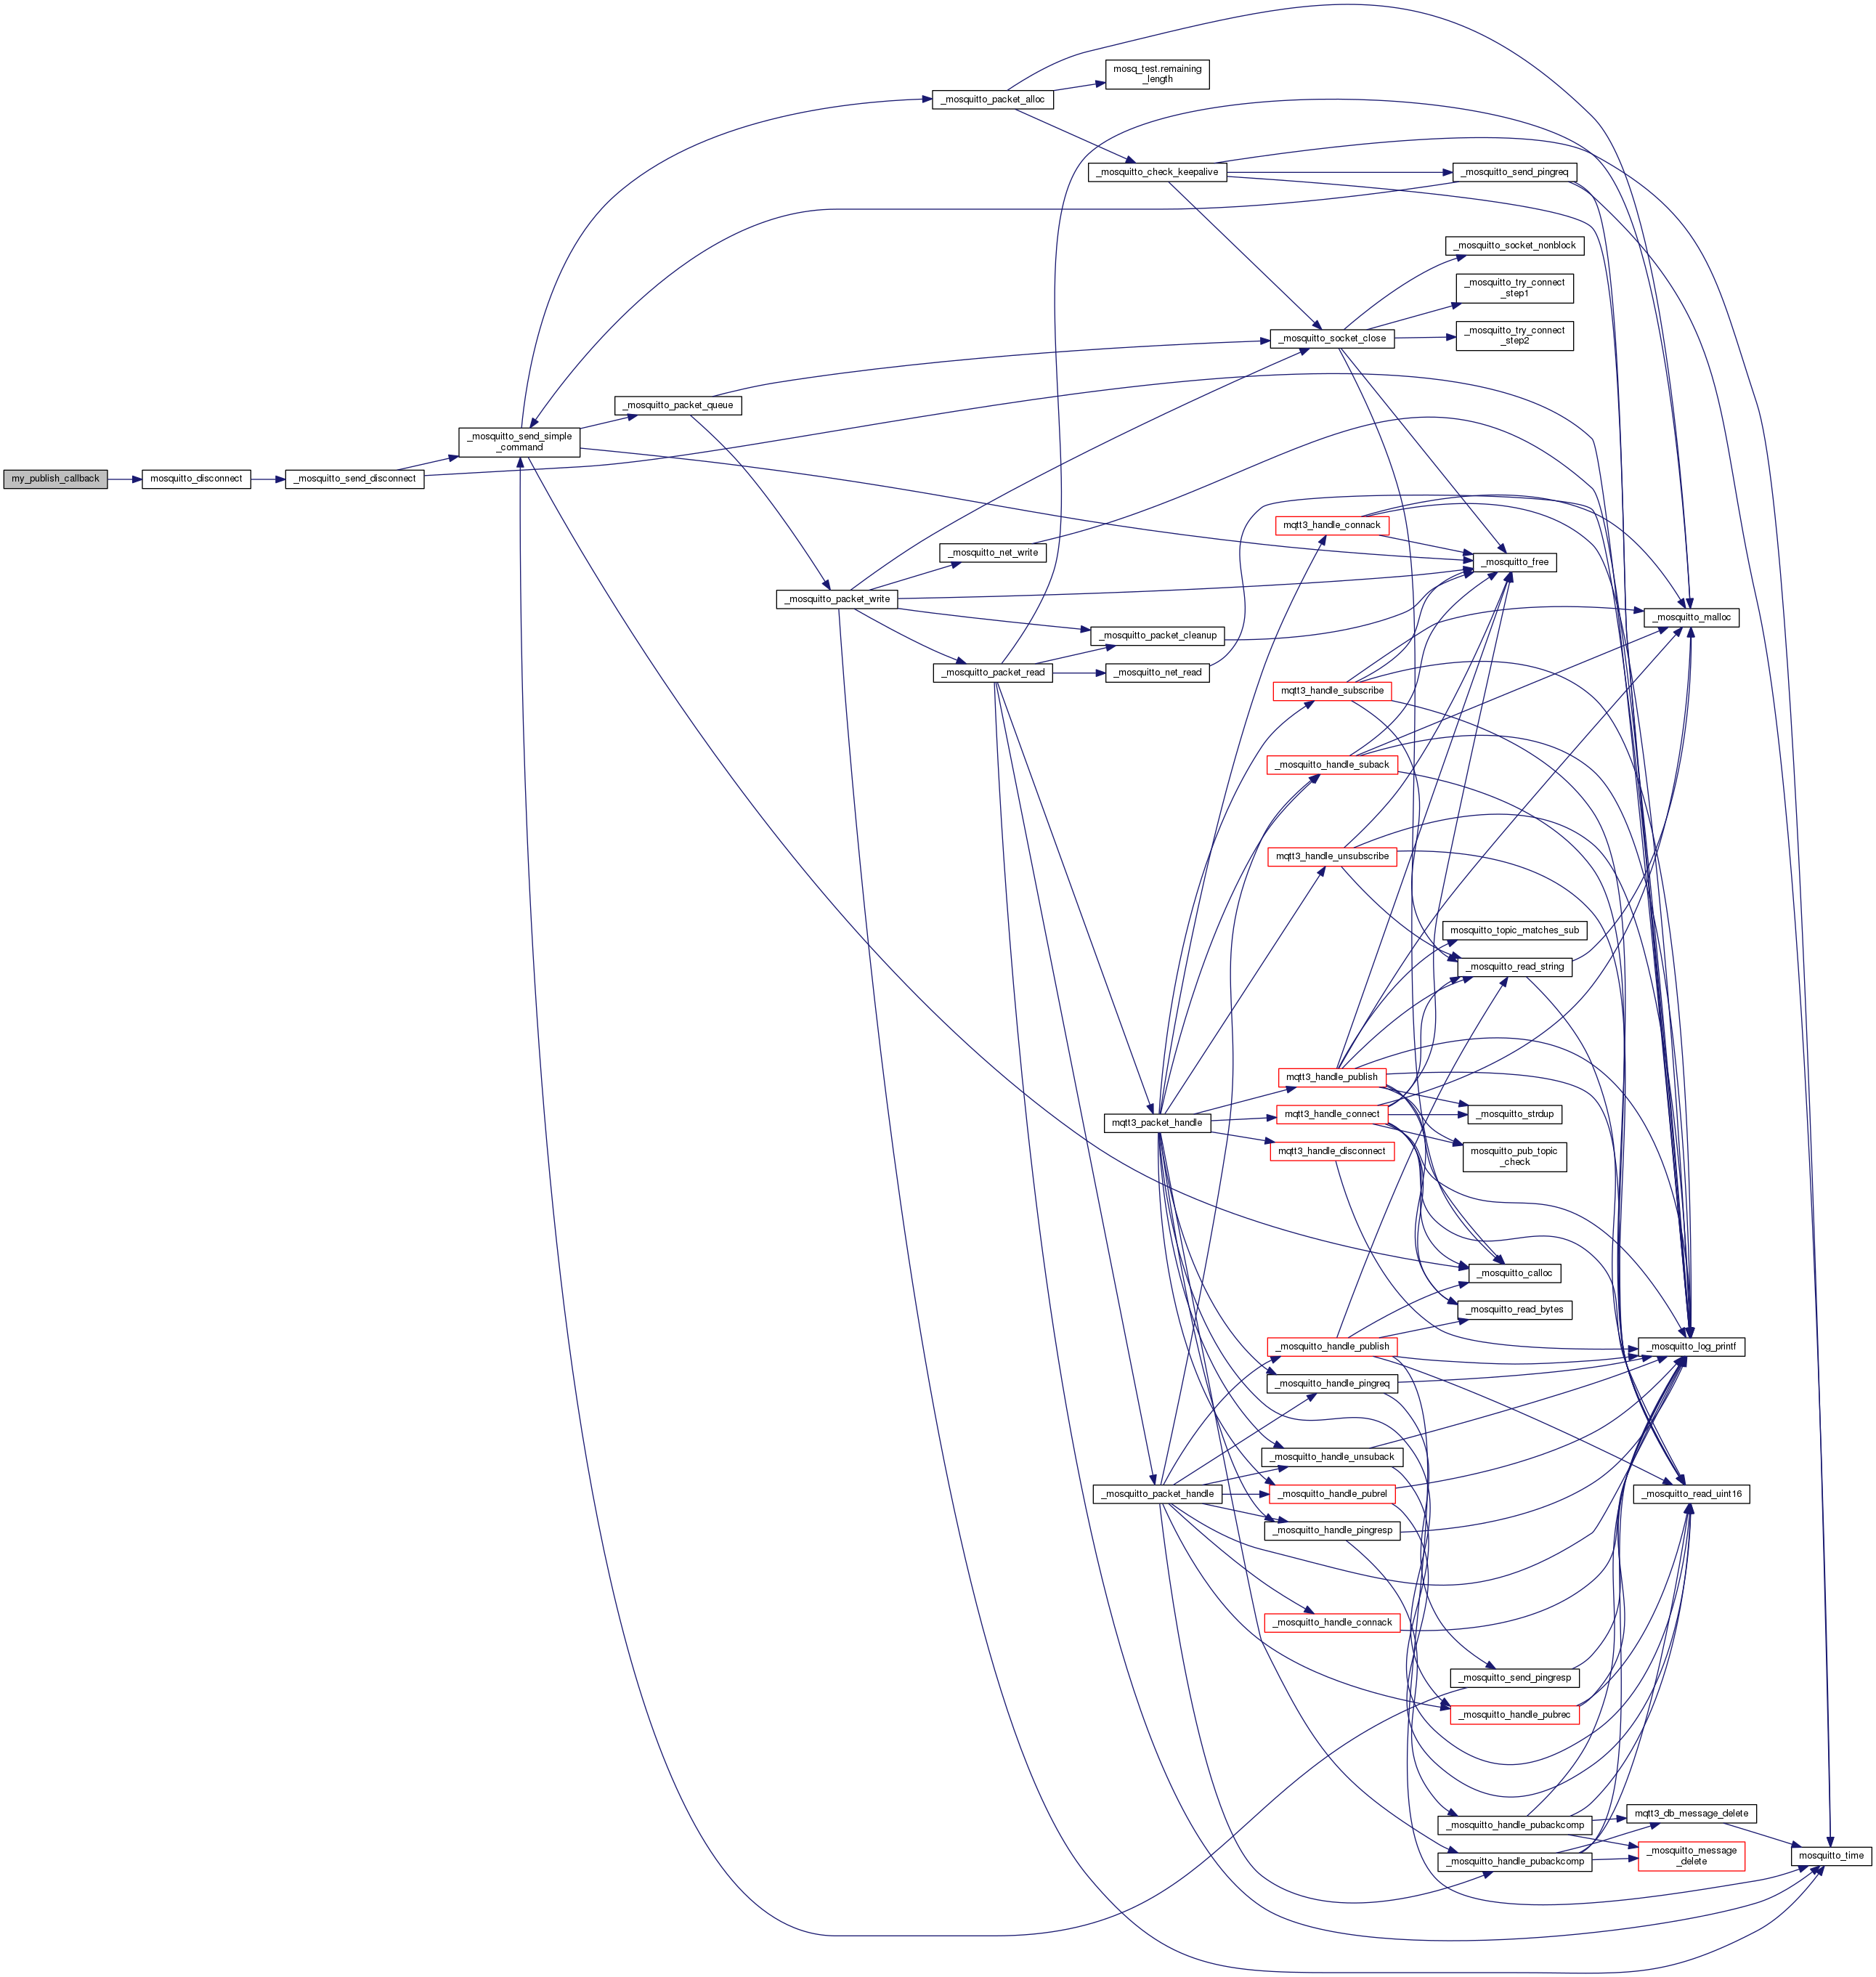 my_publish_callback
mosquitto_disconnect
_mosquitto_send_disconnect
_mosquitto_send_simple
_command
_mosquitto_packet_alloc
mosq_test.remaining
_length
_mosquitto_check_keepalive
_mosquitto_send_pingreq
_mosquitto_socket_nonblock
_mosquitto_try_connect
_step1
_mosquitto_try_connect
_step2
_mosquitto_socket_close
_mosquitto_packet_queue
_mosquitto_packet_write
_mosquitto_net_write
_mosquitto_packet_cleanup
_mosquitto_packet_read
_mosquitto_net_read
mqtt3_handle_connack
_mosquitto_free
_mosquitto_malloc
mqtt3_handle_subscribe
_mosquitto_handle_suback
mqtt3_handle_unsubscribe
mosquitto_topic_matches_sub
_mosquitto_read_string
mqtt3_handle_publish
mqtt3_packet_handle
mqtt3_handle_connect
_mosquitto_strdup
mqtt3_handle_disconnect
mosquitto_pub_topic
_check
_mosquitto_calloc
_mosquitto_read_bytes
_mosquitto_handle_publish
_mosquitto_log_printf
_mosquitto_handle_pingreq
_mosquitto_handle_unsuback
_mosquitto_packet_handle
_mosquitto_handle_pubrel
_mosquitto_read_uint16
_mosquitto_handle_pingresp
_mosquitto_handle_connack
_mosquitto_send_pingresp
_mosquitto_handle_pubrec
mqtt3_db_message_delete
_mosquitto_handle_pubackcomp
_mosquitto_message
_delete
_mosquitto_handle_pubackcomp
mosquitto_time